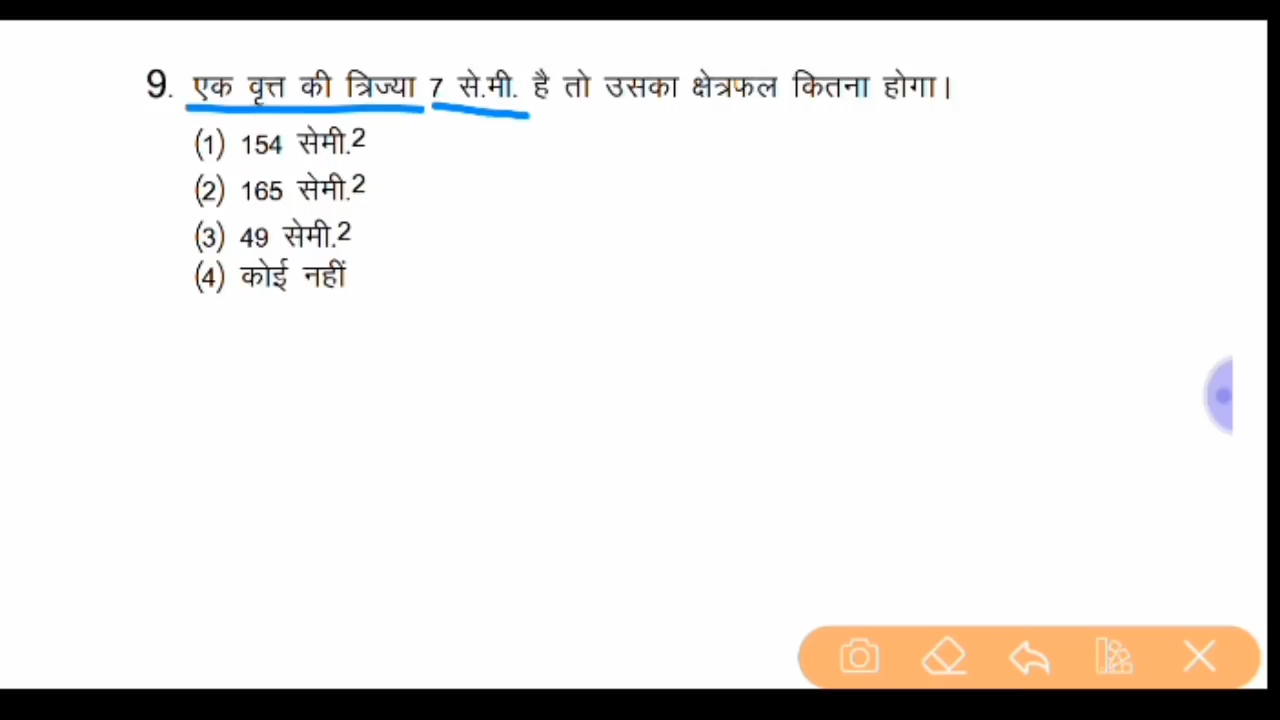 9. एक वृत्त की त्रिज्या 7 से.मी. है तो उसका क्षेत्रफल कितना होगा।
(1) 154 सेमी.2
(2) 165 सेमी.2
(3) 49 सेमी.2
(4) कोई नहीं